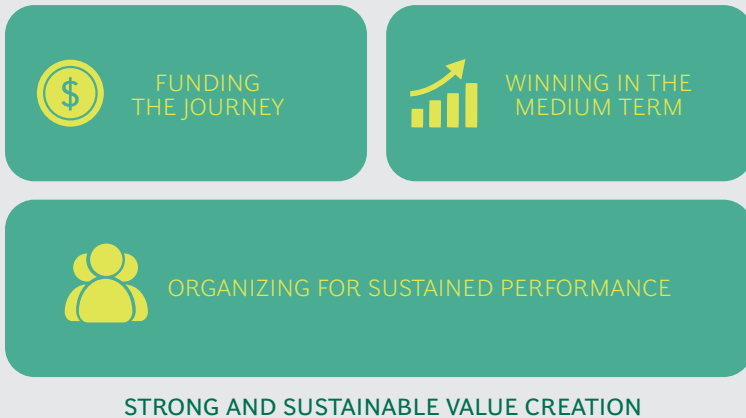 $
FUNDING
THE JOURNEY
WINNING IN THE
MEDIUM TERM
ORGANIZING FOR SUSTAINED PERFORMANCE
STRONG AND SUSTAINABLE VALUE CREATION